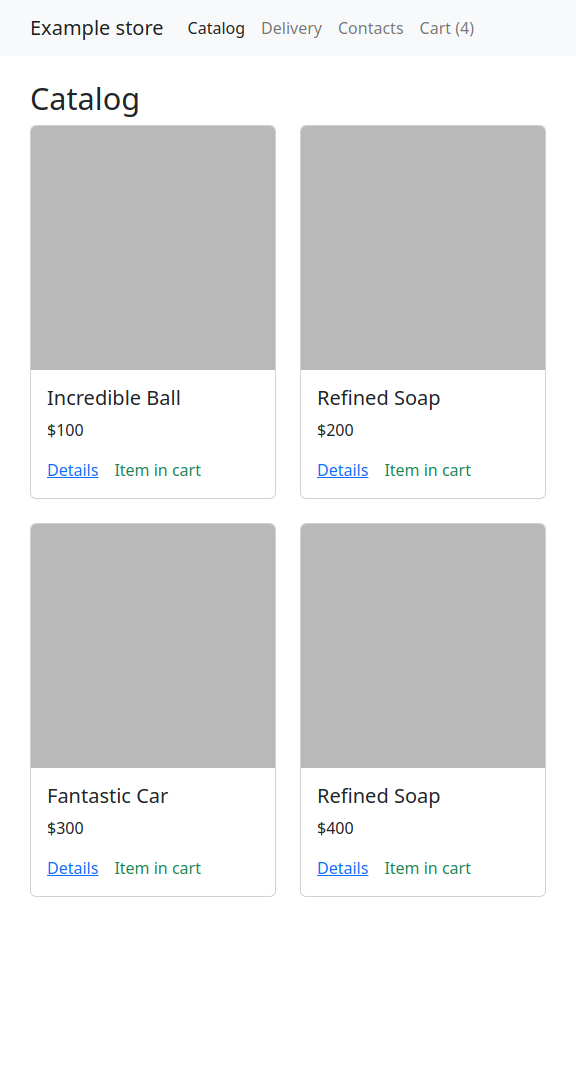 Example store Catalog Delivery Contacts Cart (4)
Catalog
Incredible Ball
$100
Details Item in cart
Refined Soap
$200
Details Item in cart
Fantastic Car
$300
Details Item in cart
Refined Soap
$400
Details Item in cart